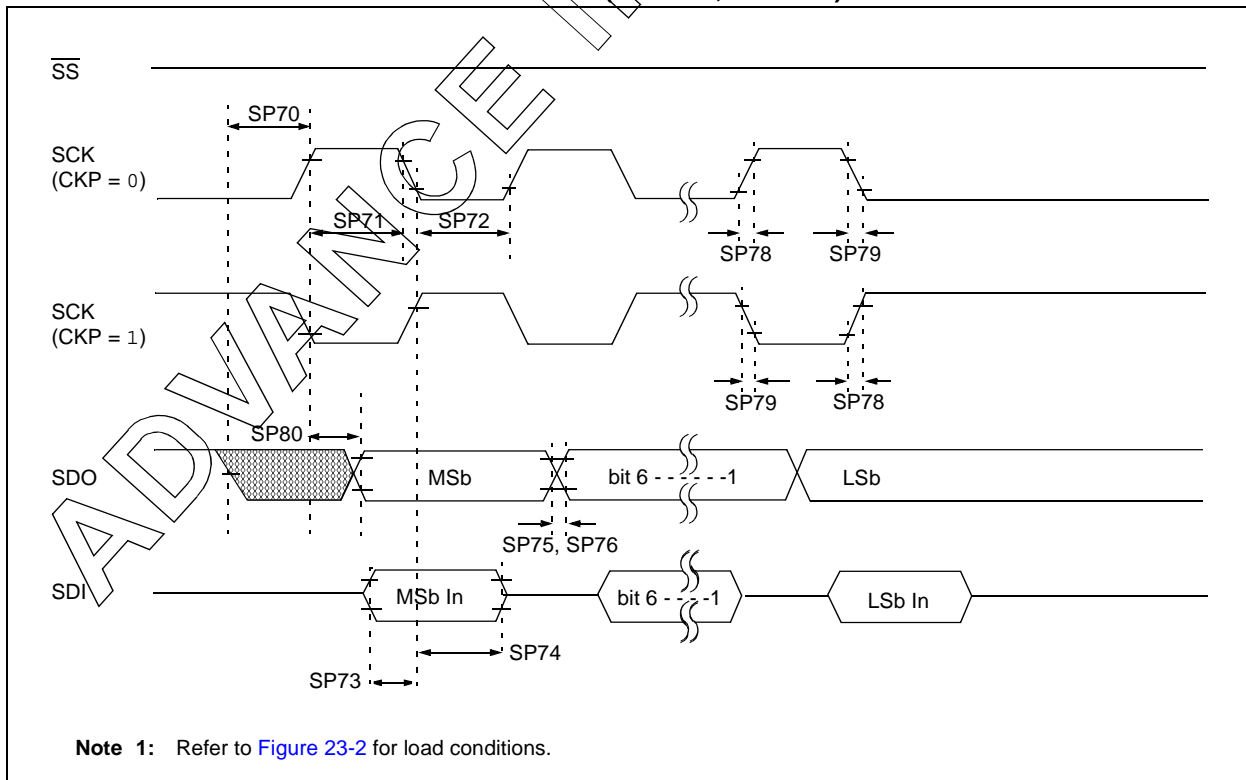 SS
SP70
SCK
(CKP = 0)
SP71
SP72
SP78
SP79
SCK
(CKP = 1)
SP79
SP78
SP80
SDO
MSb
bit 6 - - - - - -1
LSb
SP75, SP76
SDI
MSb In
bit 6 - - - - -1
LSb In
SP74
SP73
Note 1: Refer to Figure 23-2 for load conditions.
ADVANCE